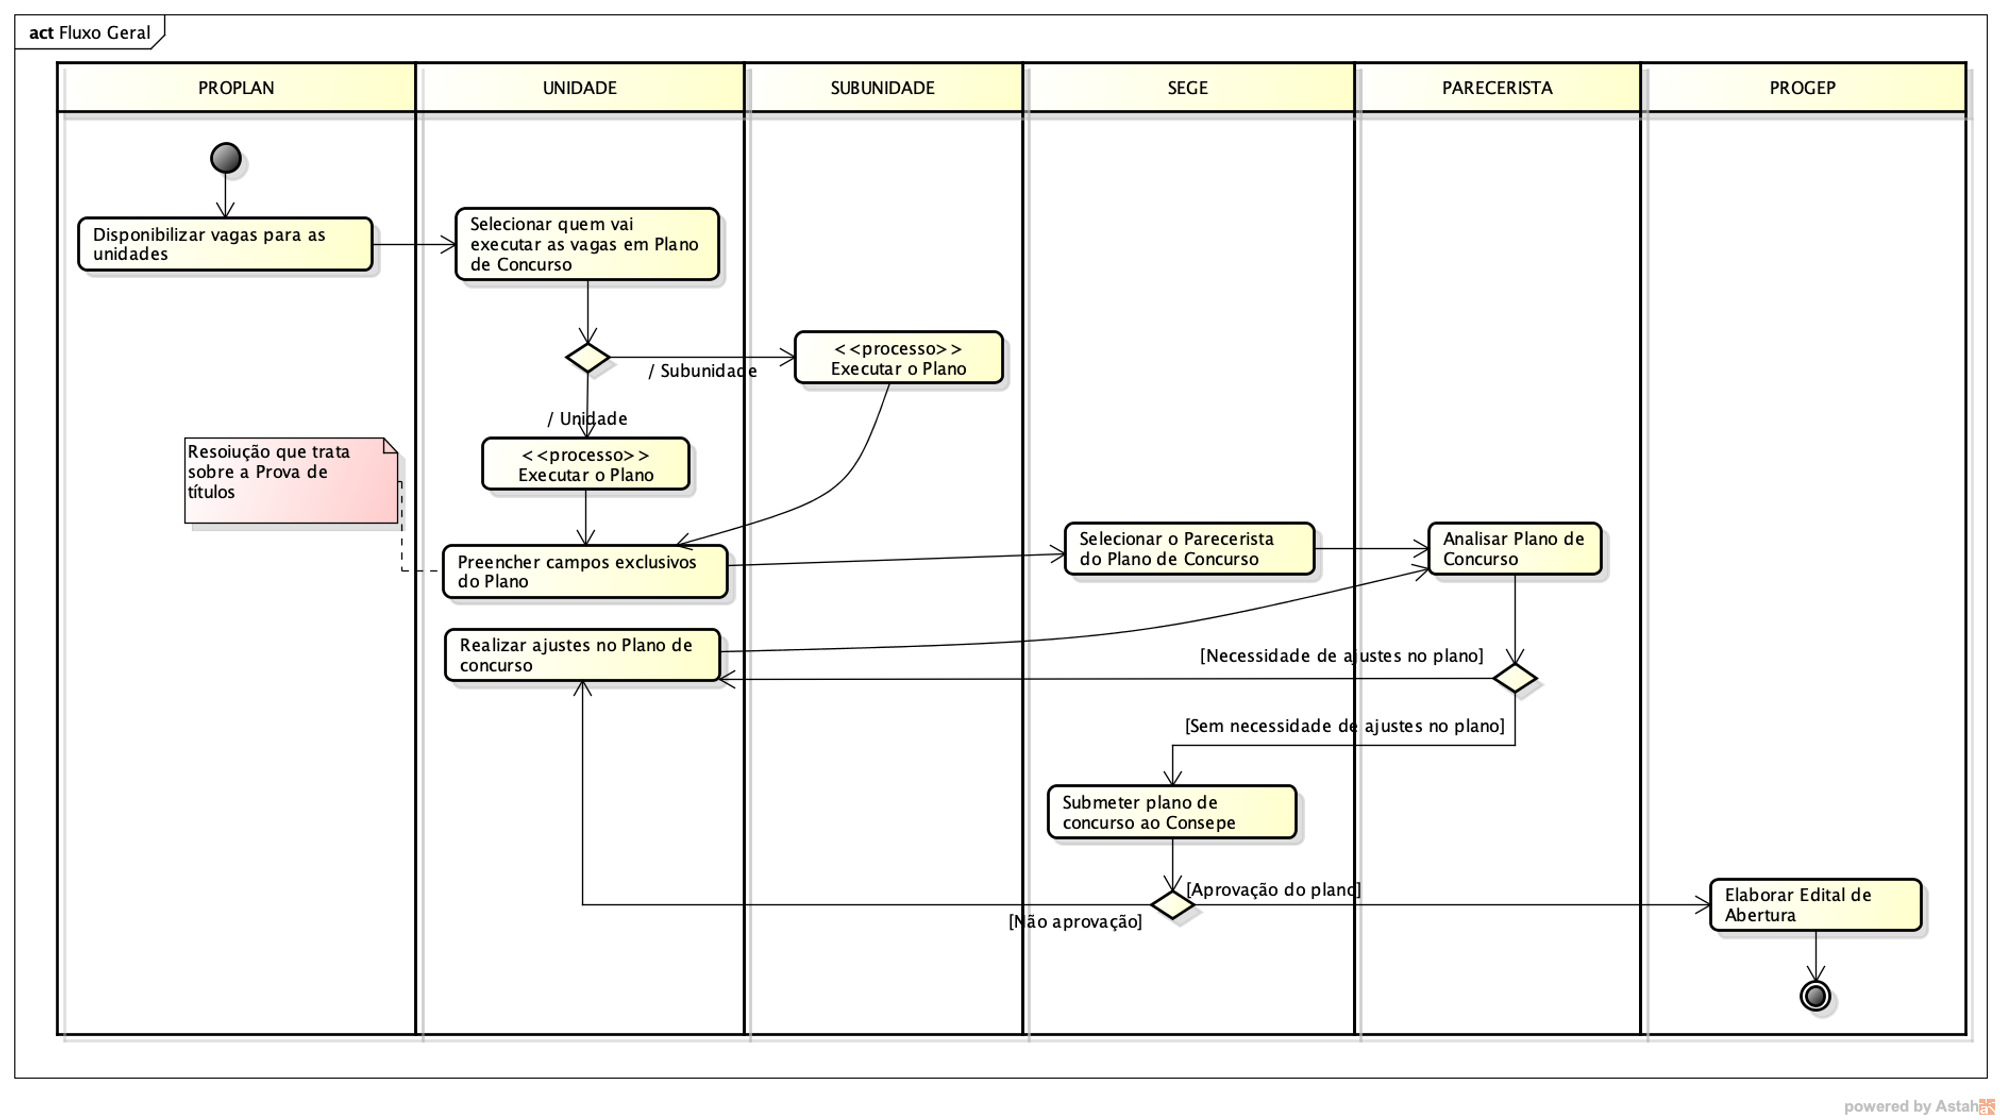 act Fluxo Geral
PROPLAN
UNIDADE
SUBUNIDADE
SEGE
PARECERISTA
PROGEP
Disponibilizar vagas para as
unidades
Selecionar quem vai
executar as vagas em Plano
de Concurso
<<processo>>
Executar o Plano
/ Subunidade
/ Unidade
<<processo>>
Executar o Plano
Resoiução que trata
sobre a Prova de
títulos
Preencher campos exclusivos
do Plano
Selecionar o Parecerista
do Plano de Concurso
Analisar Plano de
Concurso
Realizar ajustes no Plano de
concurso
[Necessidade de ajustes no plano]
[Sem necessidade de ajustes no plano]
Submeter plano de
concurso ao Consepe
[Aprovação do plano]
[Não aprovação]
Elaborar Edital de
Abertura
powered by Astah